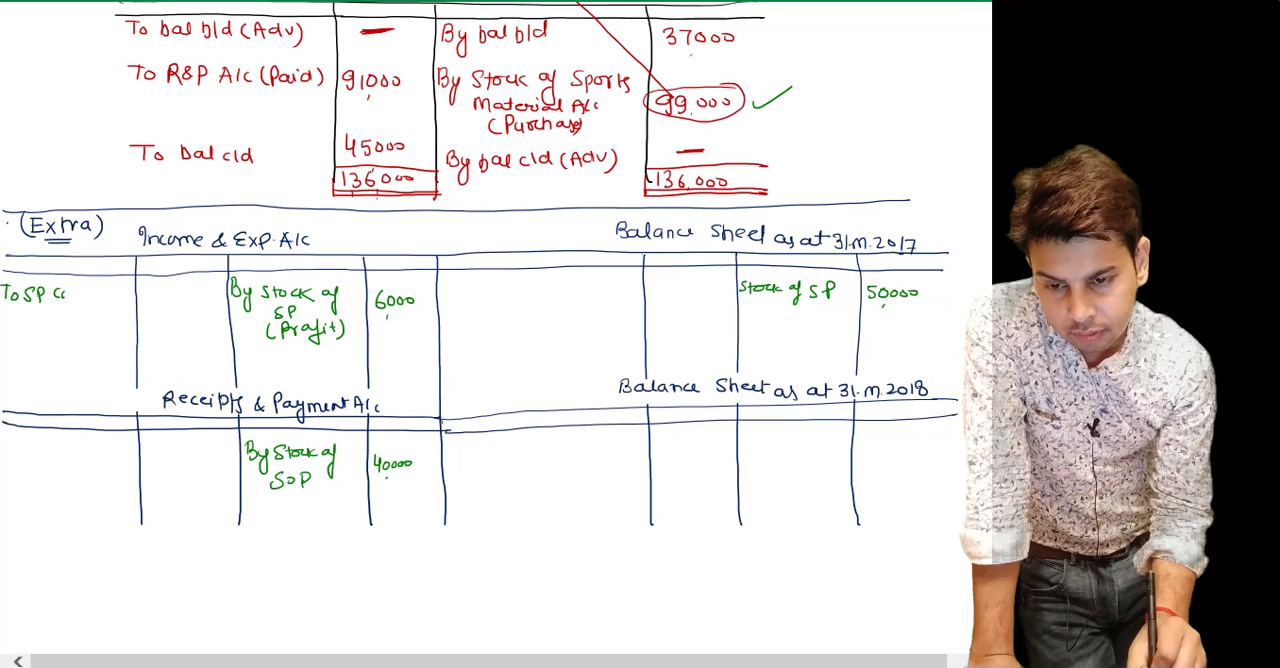 To bal b/d (Adv) — By bal b/d 37000
To R&P A/c (Paid) 91000 By Stock of Sports
Material A/c 99,000
(Purchase)
To bal c/d 45000 By bal c/d (Adv) —
136000 136,000
(Extra)
Income & Exp. A/c Balance Sheet as at 31.m.2017
To SP By Stock of 6000 Stock of SP 50000
SP
(Profit)
Receipts & Payment A/c Balance Sheet as at 31.m.2018
By Stock of 40000
SOP